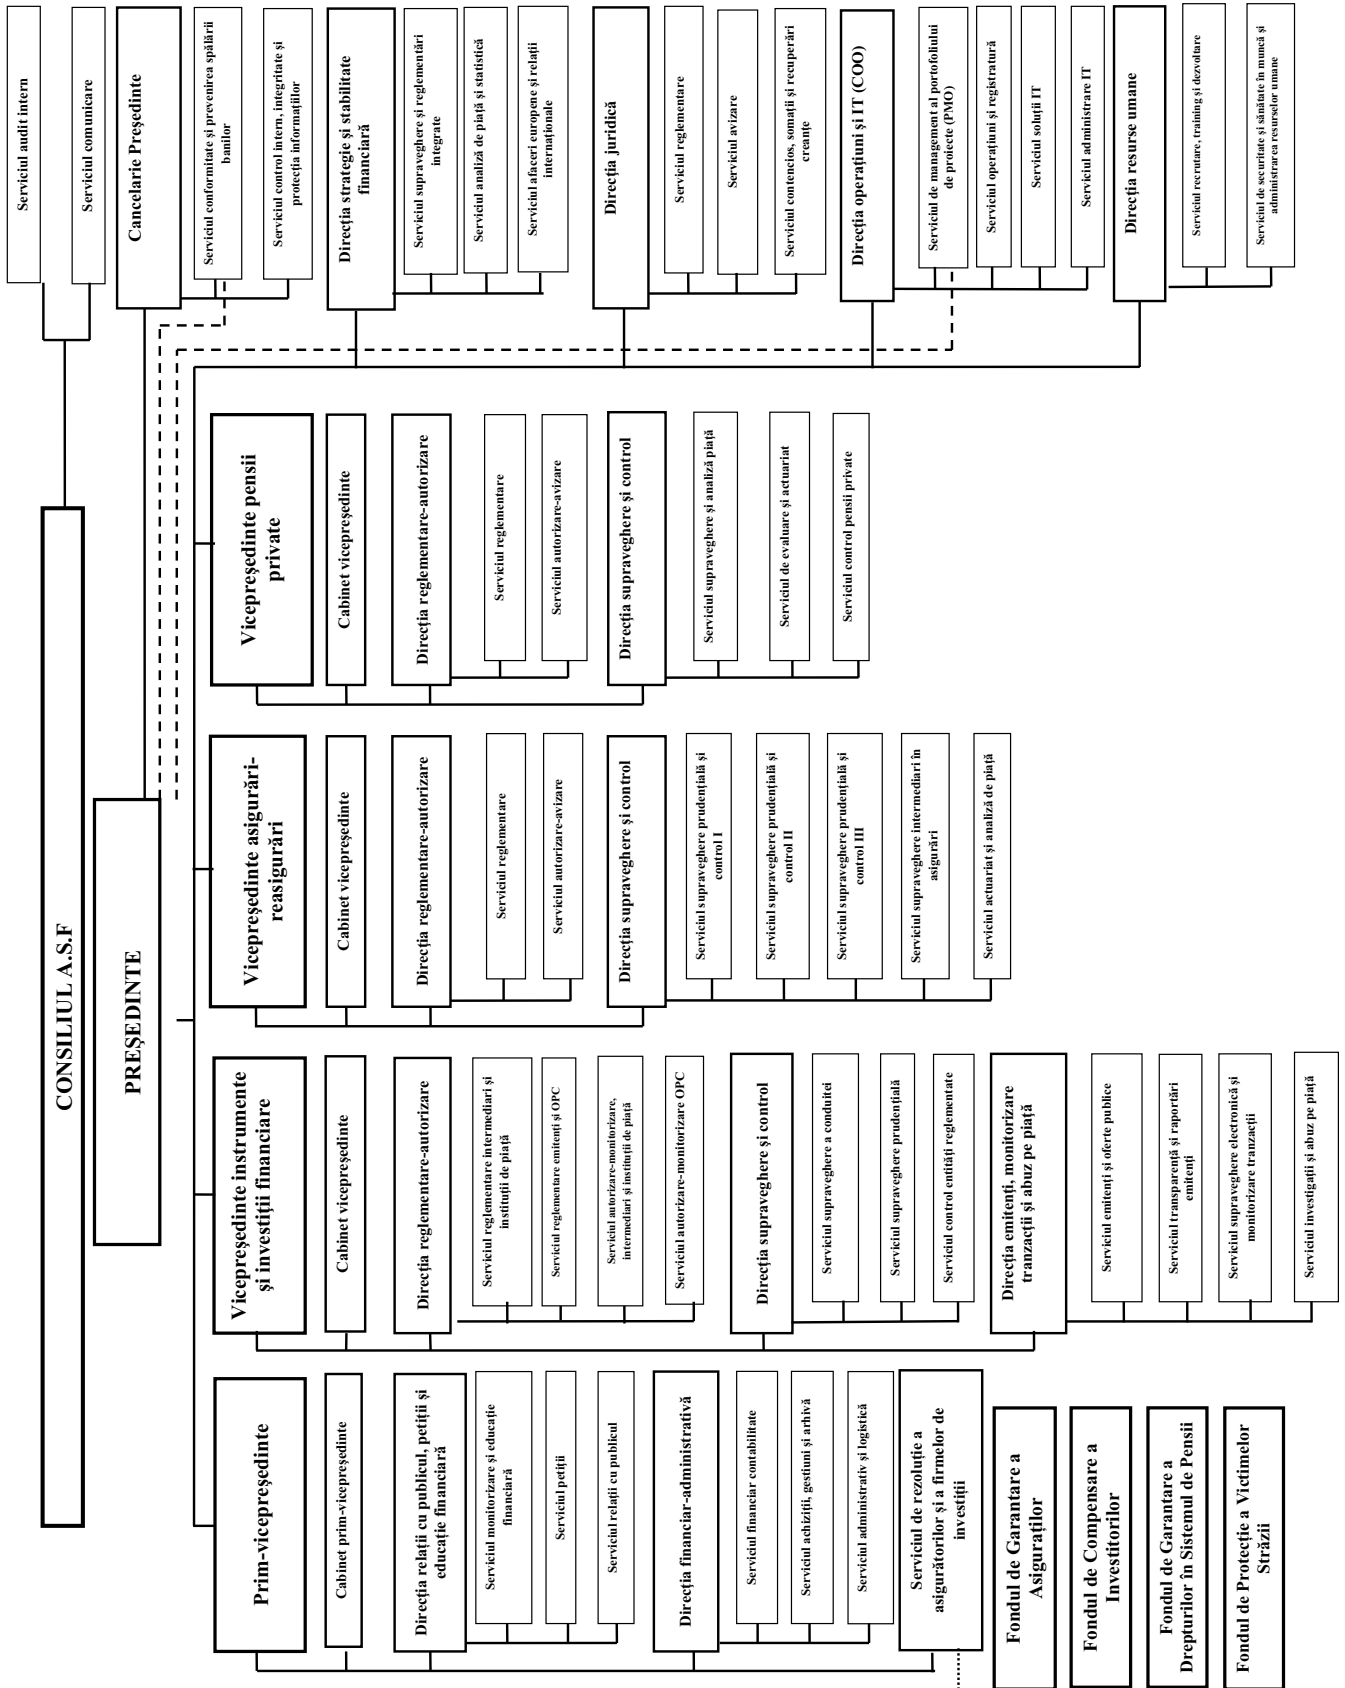 CONSILIUL A.S.F
PREŞEDINTE
Prim-vicepreşedinte
Cabinet prim-vicepreşedinte
Direcţia relaţii cu publicul, petiţii şi
educaţie financiară
Serviciul monitorizare şi educaţie
financiară
Serviciul petiţii
Serviciul relaţii cu publicul
Direcţia financiar-administrativă
Serviciul financiar contabilitate
Serviciul achiziţii, gestiuni şi arhivă
Serviciul administrativ şi logistică
Serviciul de rezoluţie a
asigurătorilor şi a firmelor de
investiţii
Fondul de Garantare a
Asiguraţilor
Fondul de Compensare a
Investitorilor
Fondul de Garantare a
Drepturilor în Sistemul de Pensii
Fondul de Protecţie a Victimelor
Străzii
Vicepreşedinte instrumente
şi investiţii financiare
Cabinet vicepreşedinte
Direcţia reglementare-autorizare
Serviciul reglementare intermediari şi
instituţii de piaţă
Serviciul reglementare emitenţi şi OPC
Serviciul autorizare-monitorizare,
intermediari şi instituţii de piaţă
Serviciul autorizare-monitorizare OPC
Direcţia supraveghere şi control
Serviciul supraveghere a conduitei
Serviciul supraveghere prudenţială
Serviciul control entităţi reglementate
Direcţia emitenţi, monitorizare
tranzacţii şi abuz pe piaţă
Serviciul emitenţi şi oferte publice
Serviciul transparenţă şi raportări
emitenţi
Serviciul supraveghere electronică şi
monitorizare tranzacţii
Serviciul investigaţii şi abuz pe piaţă
Vicepreşedinte asigurări-
reasigurări
Cabinet vicepreşedinte
Direcţia reglementare-autorizare
Serviciul reglementare
Serviciul autorizare-avizare
Direcţia supraveghere şi control
Serviciul supraveghere prudenţială şi
control I
Serviciul supraveghere prudenţială şi
control II
Serviciul supraveghere prudenţială şi
control III
Serviciul supraveghere intermediari în
asigurări
Serviciul actuariat şi analiză de piaţă
Vicepreşedinte pensii
private
Cabinet vicepreşedinte
Direcţia reglementare-autorizare
Serviciul reglementare
Serviciul autorizare-avizare
Direcţia supraveghere şi control
Serviciul supraveghere şi analiză piaţă
Serviciul de evaluare şi actuariat
Serviciul control pensii private
Serviciul audit intern
Serviciul comunicare
Cancelarie Preşedinte
Serviciul conformitate şi prevenirea spălării
banilor
Serviciul control intern, integritate şi
protecţia informaţiilor
Direcţia strategie şi stabilitate
financiară
Serviciul supraveghere şi reglementări
integrate
Serviciul analiză de piaţă şi statistică
Serviciul afaceri europene şi relaţii
internaţionale
Direcţia juridică
Serviciul reglementare
Serviciul avizare
Serviciul contencios, somaţii şi recuperări
creanţe
Direcţia operaţiuni şi IT (COO)
Serviciul de management al portofoliului
de proiecte (PMO)
Serviciul operaţiuni şi registratură
Serviciul soluţii IT
Serviciul administrare IT
Direcţia resurse umane
Serviciul recrutare, training şi dezvoltare
Serviciul de securitate şi sănătate în muncă şi
administrarea resurselor umane